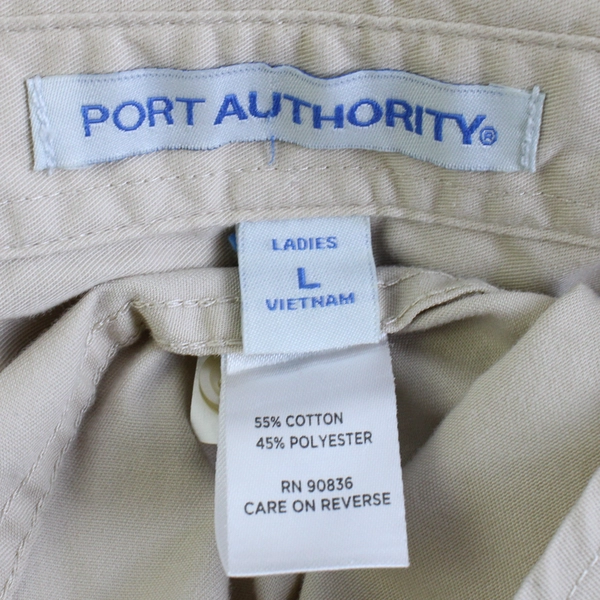 PORT AUTHORITY®
LADIES
L
VIETNAM
55% COTTON
45% POLYESTER
RN 90836
CARE ON REVERSE